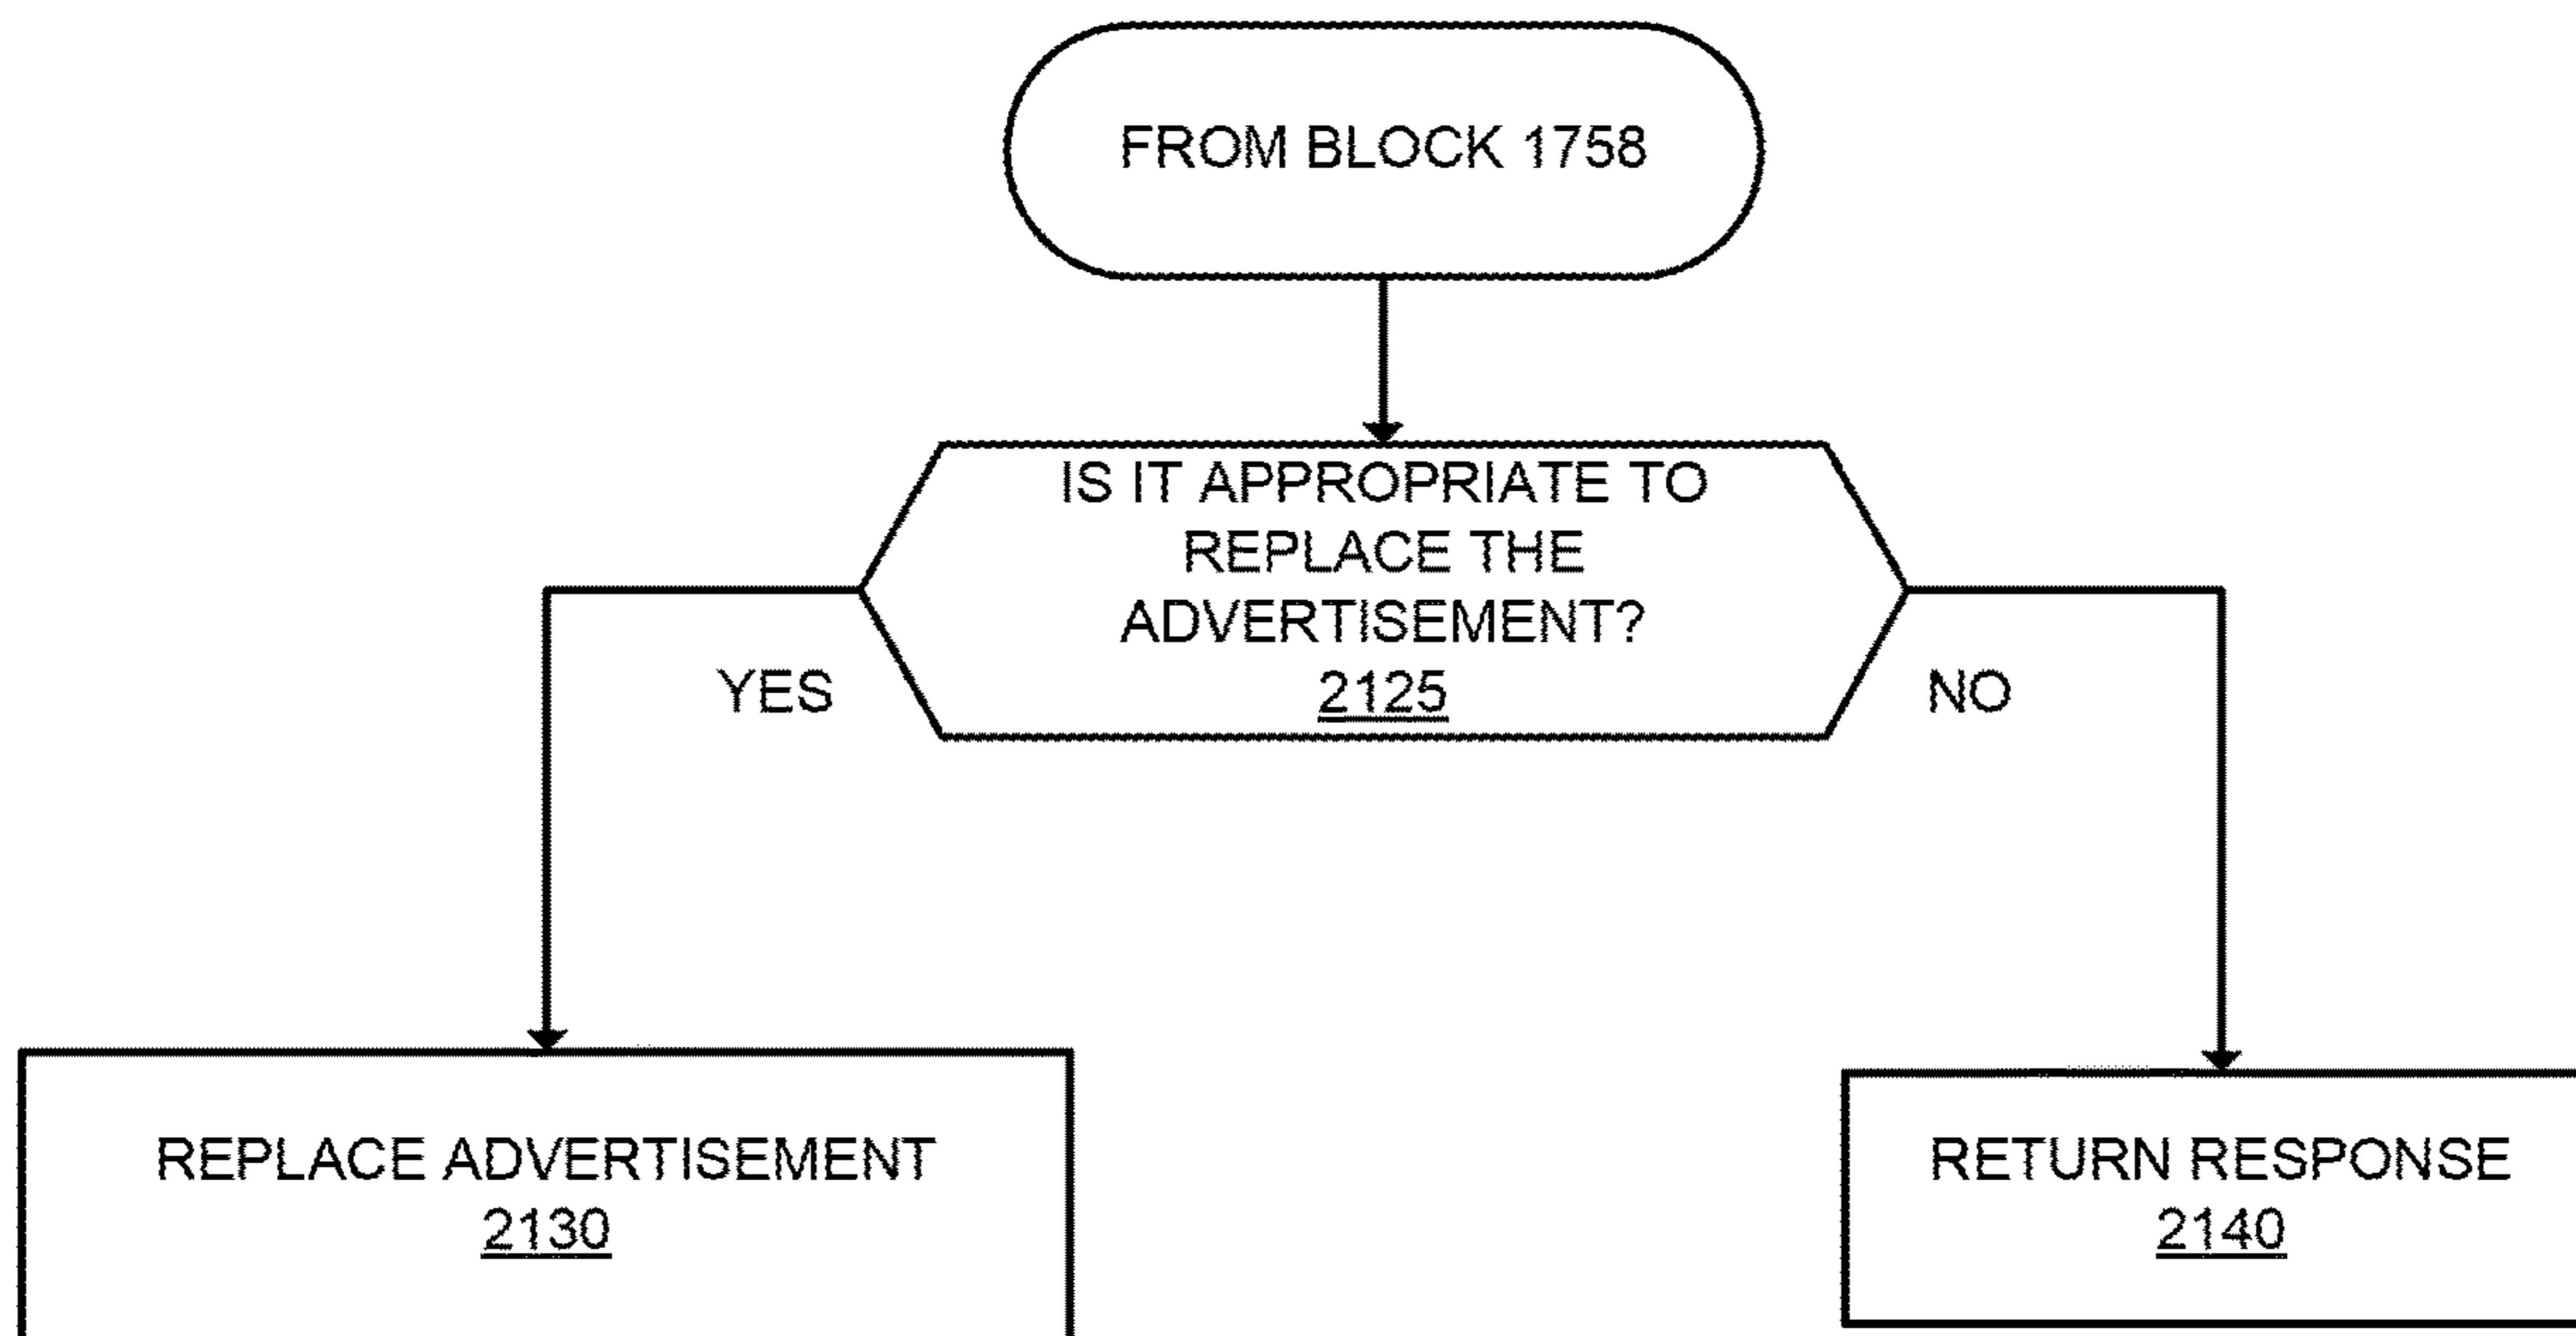 FROM BLOCK 1758
IS IT APPROPRIATE TO
REPLACE THE
ADVERTISEMENT?
2125
YES
NO
REPLACE ADVERTISEMENT
2130
RETURN RESPONSE
2140